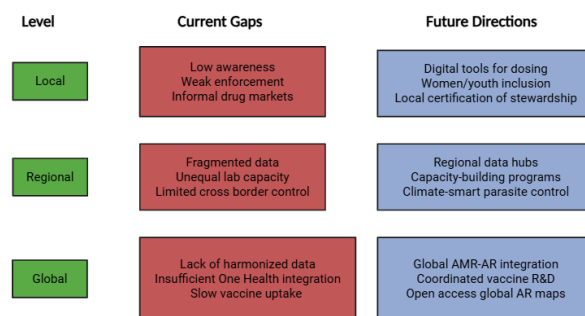 Level Current Gaps Future Directions
Local
Low awareness
Weak enforcement
Informal drug markets
Digital tools for dosing
Women/youth inclusion
Local certification of stewardship
Regional
Fragmented data
Unequal lab capacity
Limited cross border control
Regional data hubs
Capacity-building programs
Climate-smart parasite control
Global
Lack of harmonized data
Insufficient One Health integration
Slow vaccine uptake
Global AMR-AR integration
Coordinated vaccine R&D
Open access global AR maps